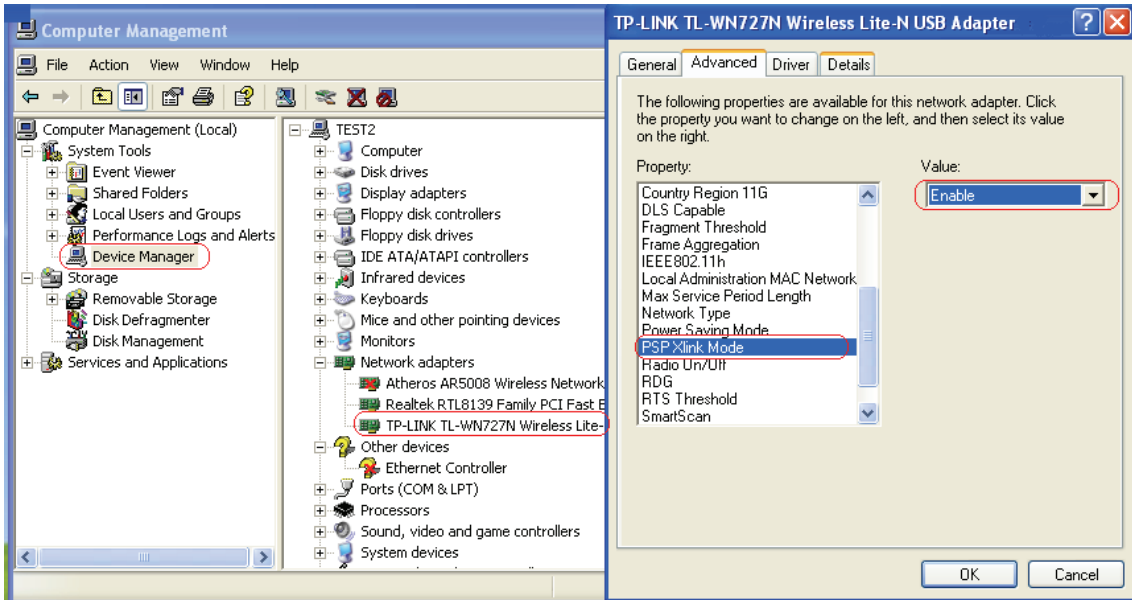 Computer Management
File Action View Window Help
Computer Management (Local)
System Tools
Event Viewer
Shared Folders
Local Users and Groups
Performance Logs and Alerts
Device Manager
Storage
Removable Storage
Disk Defragmenter
Disk Management
Services and Applications
TEST2
Computer
Disk drives
Display adapters
Floppy disk controllers
Floppy disk drives
IDE ATA/ATAPI controllers
Infrared devices
Keyboards
Mice and other pointing devices
Monitors
Network adapters
Atheros AR5008 Wireless Network
Realtek RTL8139 Family PCI Fast E
TP-LINK TL-WN727N Wireless Lite-
Other devices
Ethernet Controller
Ports (COM & LPT)
Processors
Sound, video and game controllers
System devices
TP-LINK TL-WN727N Wireless Lite-N USB Adapter
General Advanced Driver Details
The following properties are available for this network adapter. Click
the property you want to change on the left, and then select its value
on the right.
Property:
Country Region 11G
DLS Capable
Fragment Threshold
Frame Aggregation
IEEE802.11h
Local Administration MAC Network
Max Service Period Length
Network Type
Power Saving Mode
PSP Xlink Mode
Radio On/Off
RDG
RTS Threshold
SmartScan
Value:
Enable
OK Cancel